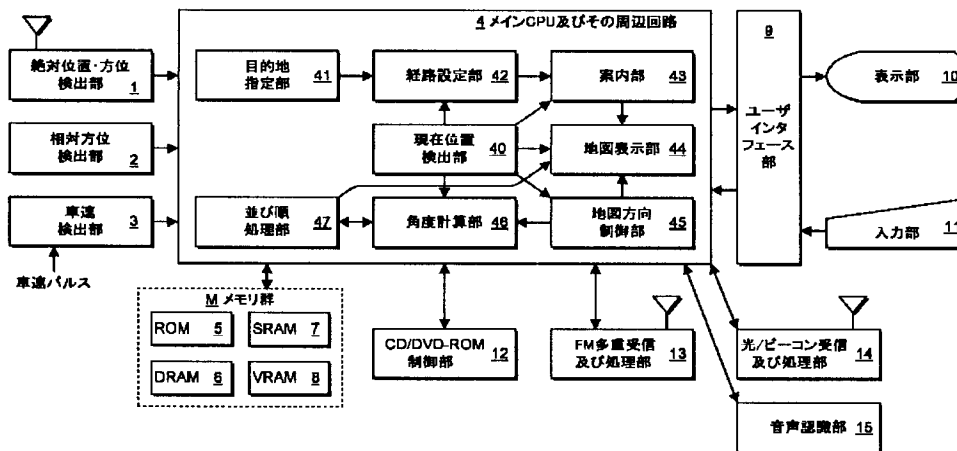 4 メインCPU及びその周辺回路
絶対位置・方位
検出部 1
相対方位
検出部 2
車速
検出部 3
車速パルス
目的地
指定部 41
経路設定部 42
案内部 43
現在位置
検出部 40
地図表示部 44
並び順
処理部 47
角度計算部 46
地図方向
制御部 45
9
ユーザ
インタ
フェース
部
表示部 10
入力部 11
M メモリ群
ROM 5
SRAM 7
DRAM 6
VRAM 8
CD/DVD-ROM
制御部 12
FM多重受信
及び処理部 13
光/ビーコン受信
及び処理部 14
音声認識部 15